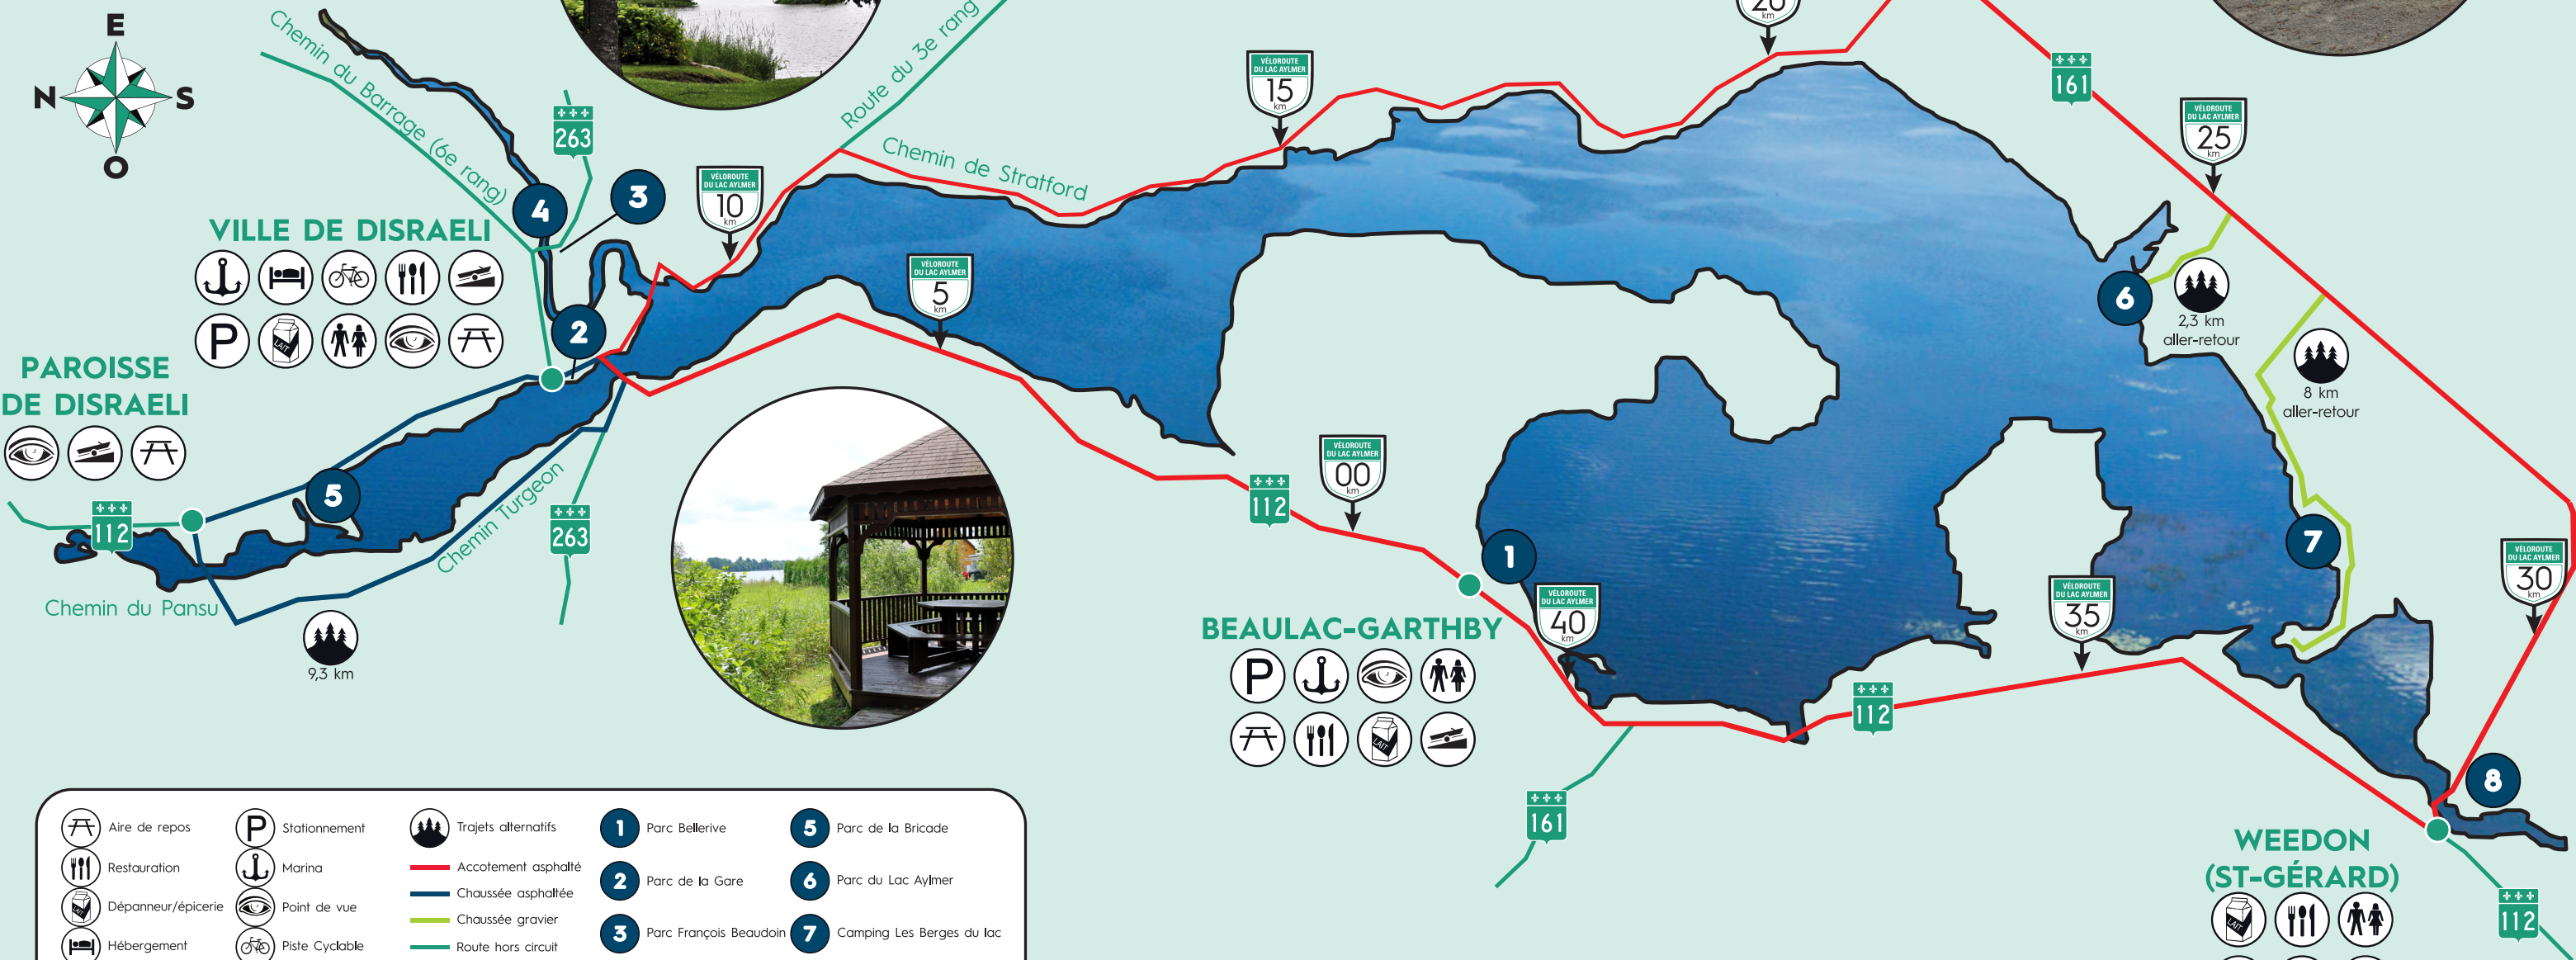 E
N
S
O
Chemin du Barrage (6e rang)
263
Route du 3e rang
Chemin de Stratford
VÉLOROUTE
DU LAC AYLMER
10
km
VÉLOROUTE
DU LAC AYLMER
15
km
20
km
161
VÉLOROUTE
DU LAC AYLMER
25
km
4
3
VILLE DE DISRAELI
P
LAIT
2
VÉLOROUTE
DU LAC AYLMER
5
km
6
2,3 km
aller-retour
8 km
aller-retour
PAROISSE
DE DISRAELI
5
112
Chemin Turgeon
263
Chemin du Pansu
9,3 km
112
VÉLOROUTE
DU LAC AYLMER
00
km
1
BEAULAC-GARTHBY
P
LAIT
VÉLOROUTE
DU LAC AYLMER
40
km
VÉLOROUTE
DU LAC AYLMER
35
km
7
VÉLOROUTE
DU LAC AYLMER
30
km
112
161
8
WEEDON
(ST-GÉRARD)
LAIT
112
Aire de repos
Restauration
LAIT
Dépanneur/épicerie
Hébergement
P
Stationnement
Marina
Point de vue
Piste Cyclable
Trajets alternatifs
Accotement asphalté
Chaussée asphaltée
Chaussée gravier
Route hors circuit
1 Parc Bellerive
2 Parc de la Gare
3 Parc François Beaudoin
5 Parc de la Bricade
6 Parc du Lac Aylmer
7 Camping Les Berges du lac